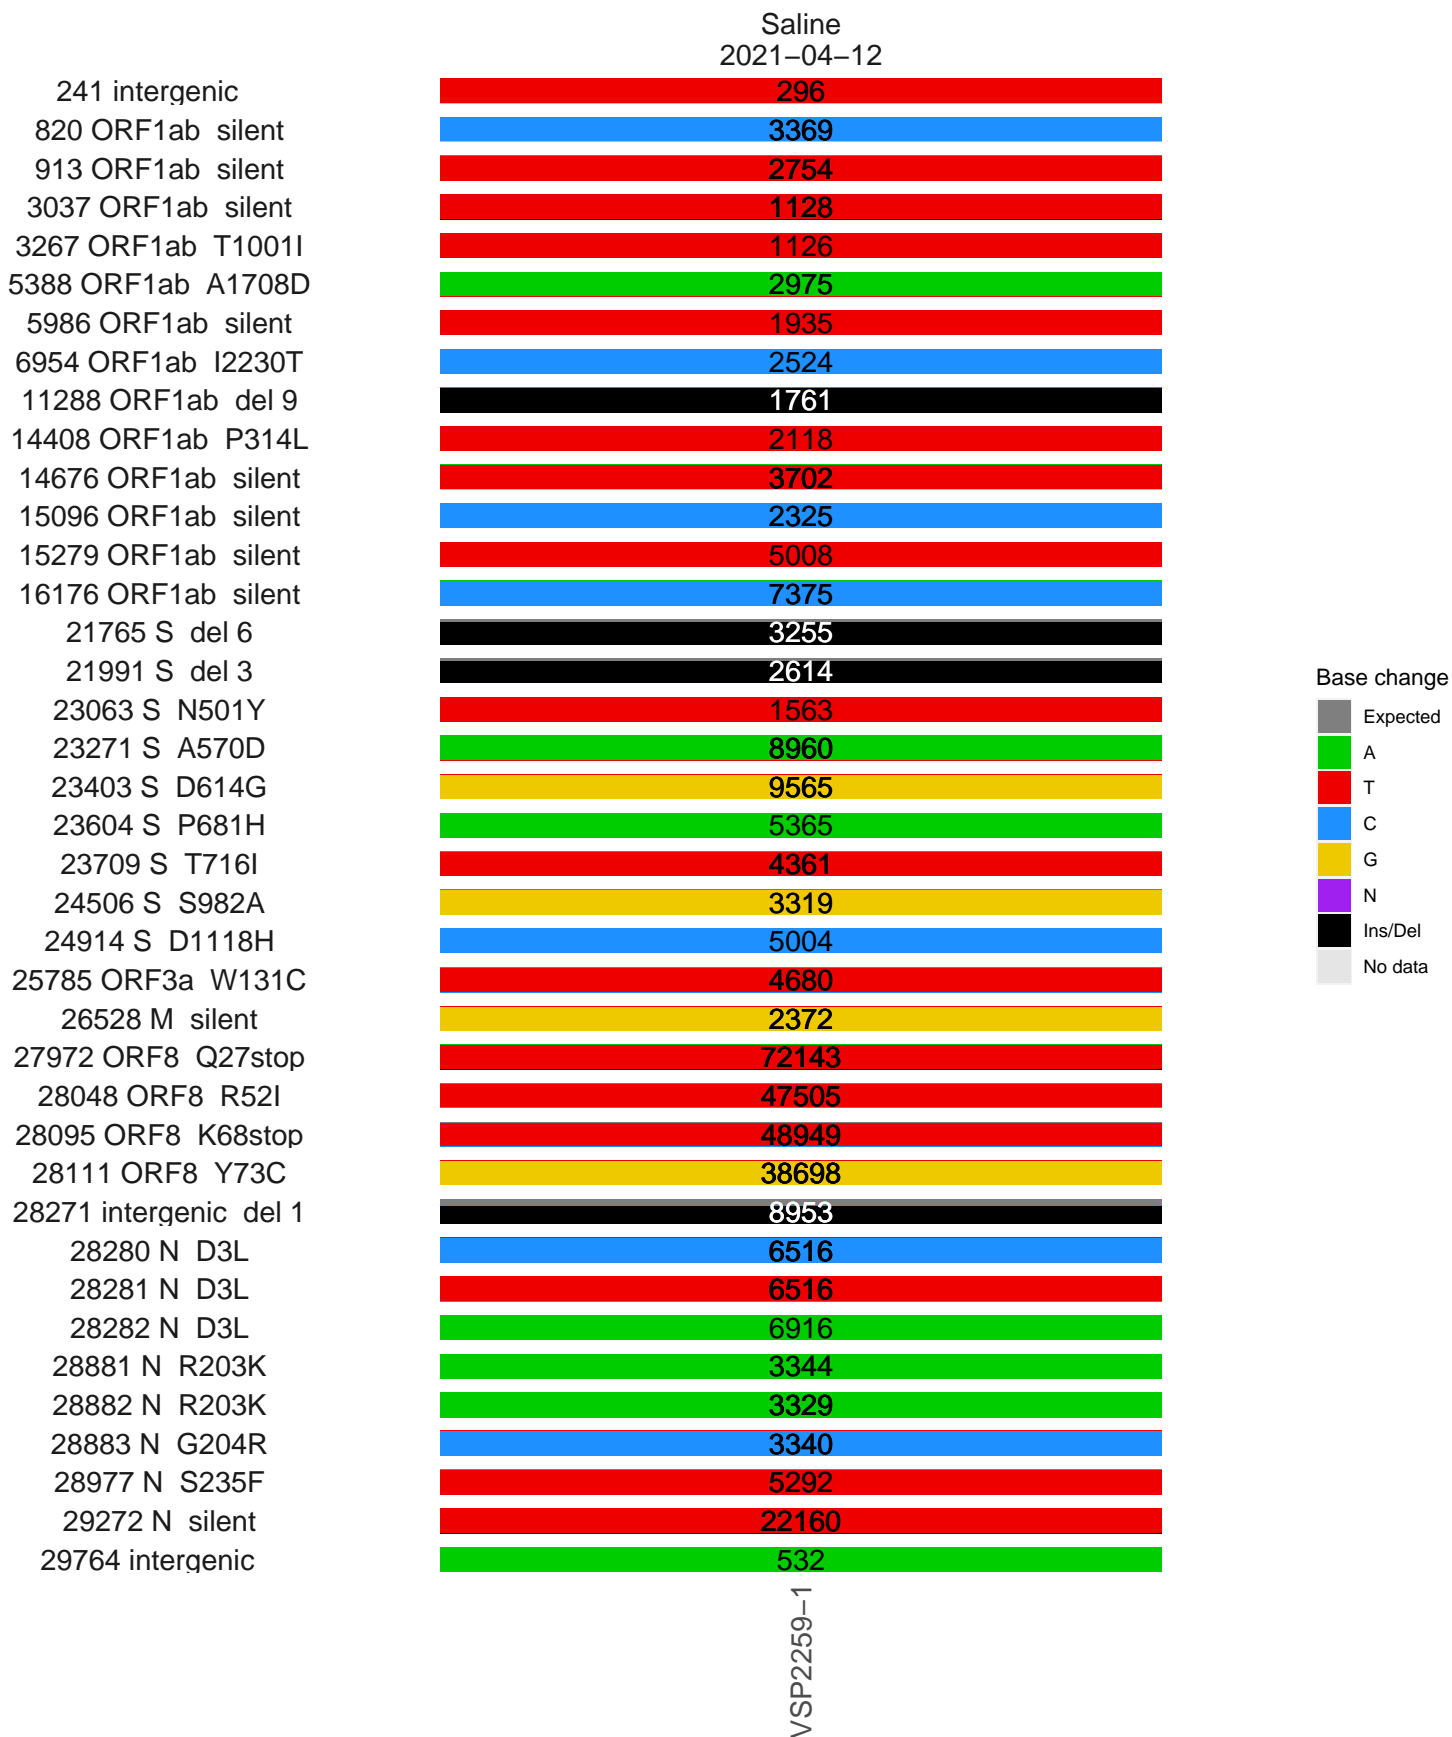 Saline
2021−04−12
241 intergenic 296
820 ORF1ab silent 3369
913 ORF1ab silent 2754
3037 ORF1ab silent 1128
3267 ORF1ab T1001I 1126
5388 ORF1ab A1708D 2975
5986 ORF1ab silent 1935
6954 ORF1ab I2230T 2524
11288 ORF1ab del 9 1761
14408 ORF1ab P314L 2118
14676 ORF1ab silent 3702
15096 ORF1ab silent 2325
15279 ORF1ab silent 5008
16176 ORF1ab silent 7375
21765 S del 6 3255
21991 S del 3 2614
23063 S N501Y 1563
23271 S A570D 8960
23403 S D614G 9565
23604 S P681H 5365
23709 S T716I 4361
24506 S S982A 3319
24914 S D1118H 5004
25785 ORF3a W131C 4680
26528 M silent 2372
27972 ORF8 Q27stop 72143
28048 ORF8 R52I 47505
28095 ORF8 K68stop 48949
28111 ORF8 Y73C 38698
28271 intergenic del 1 8953
28280 N D3L 6516
28281 N D3L 6516
28282 N D3L 6916
28881 N R203K 3344
28882 N R203K 3329
28883 N G204R 3340
28977 N S235F 5292
29272 N silent 22160
29764 intergenic 532
VSP2259−1
Base change
Expected
A
T
C
G
N
Ins/Del
No data